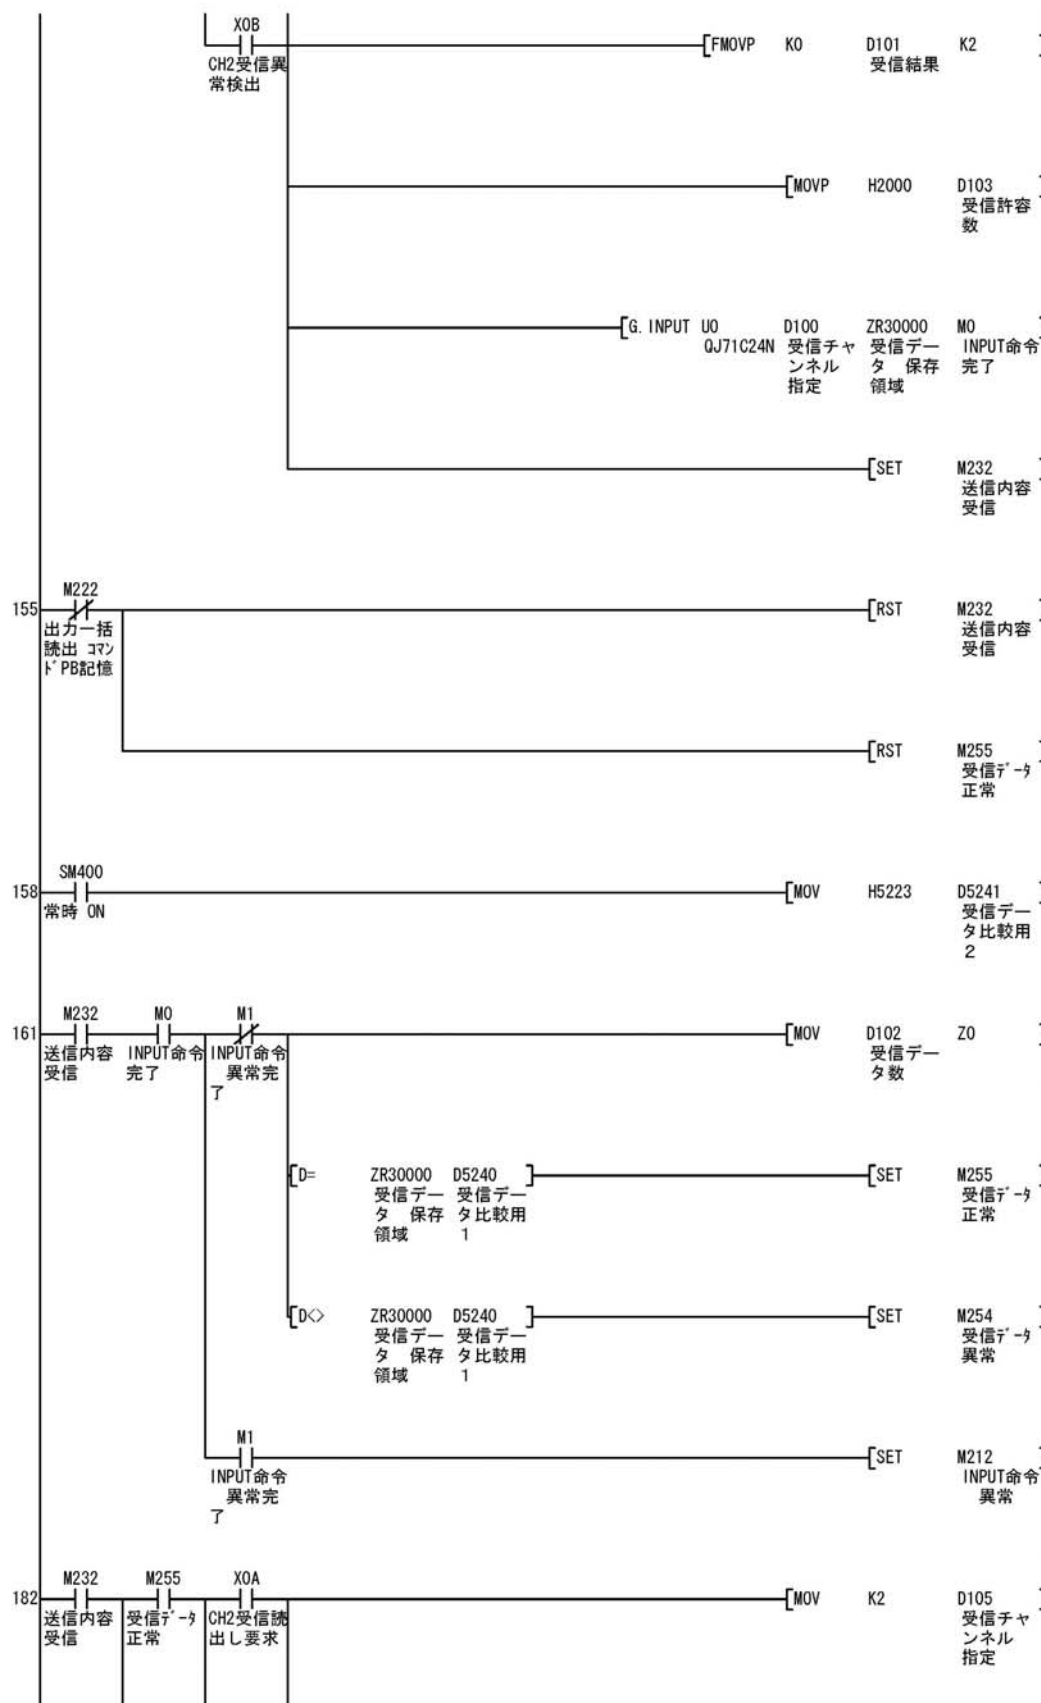 X0B
CH2受信異
常検出
FMOVP K0 D101 K2
受信結果
MOVP H2000 D103
受信許容
数
G.INPUT U0 D100 ZR30000 M0
QJ71C24N 受信チャ 受信デー INPUT命令
ンネル タ 保存 完了
指定 領域
SET M232
送信内容
受信
M222
155 RST M232
出力一括 送信内容
読出 コマン 受信
ド PB記憶
RST M255
受信データ
正常
SM400
158 MOV H5223 D5241
常時 ON 受信デー
タ比較用
2
M232 M0 M1
161 MOV D102 Z0
送信内容 INPUT命令 INPUT命令 受信デー
受信 完了 異常完 タ数
了
D= ZR30000 D5240 SET M255
受信デー 受信デー 受信データ
タ 保存 タ比較用 正常
領域 1
D<> ZR30000 D5240 SET M254
受信デー 受信デー 受信データ
タ 保存 タ比較用 異常
領域 1
M1
SET M212
INPUT命令 INPUT命令
異常完 異常
了
M232 M255 X0A
182 MOV K2 D105
送信内容 受信データ CH2受信読 受信チャ
受信 正常 出し要求 ンネル
指定